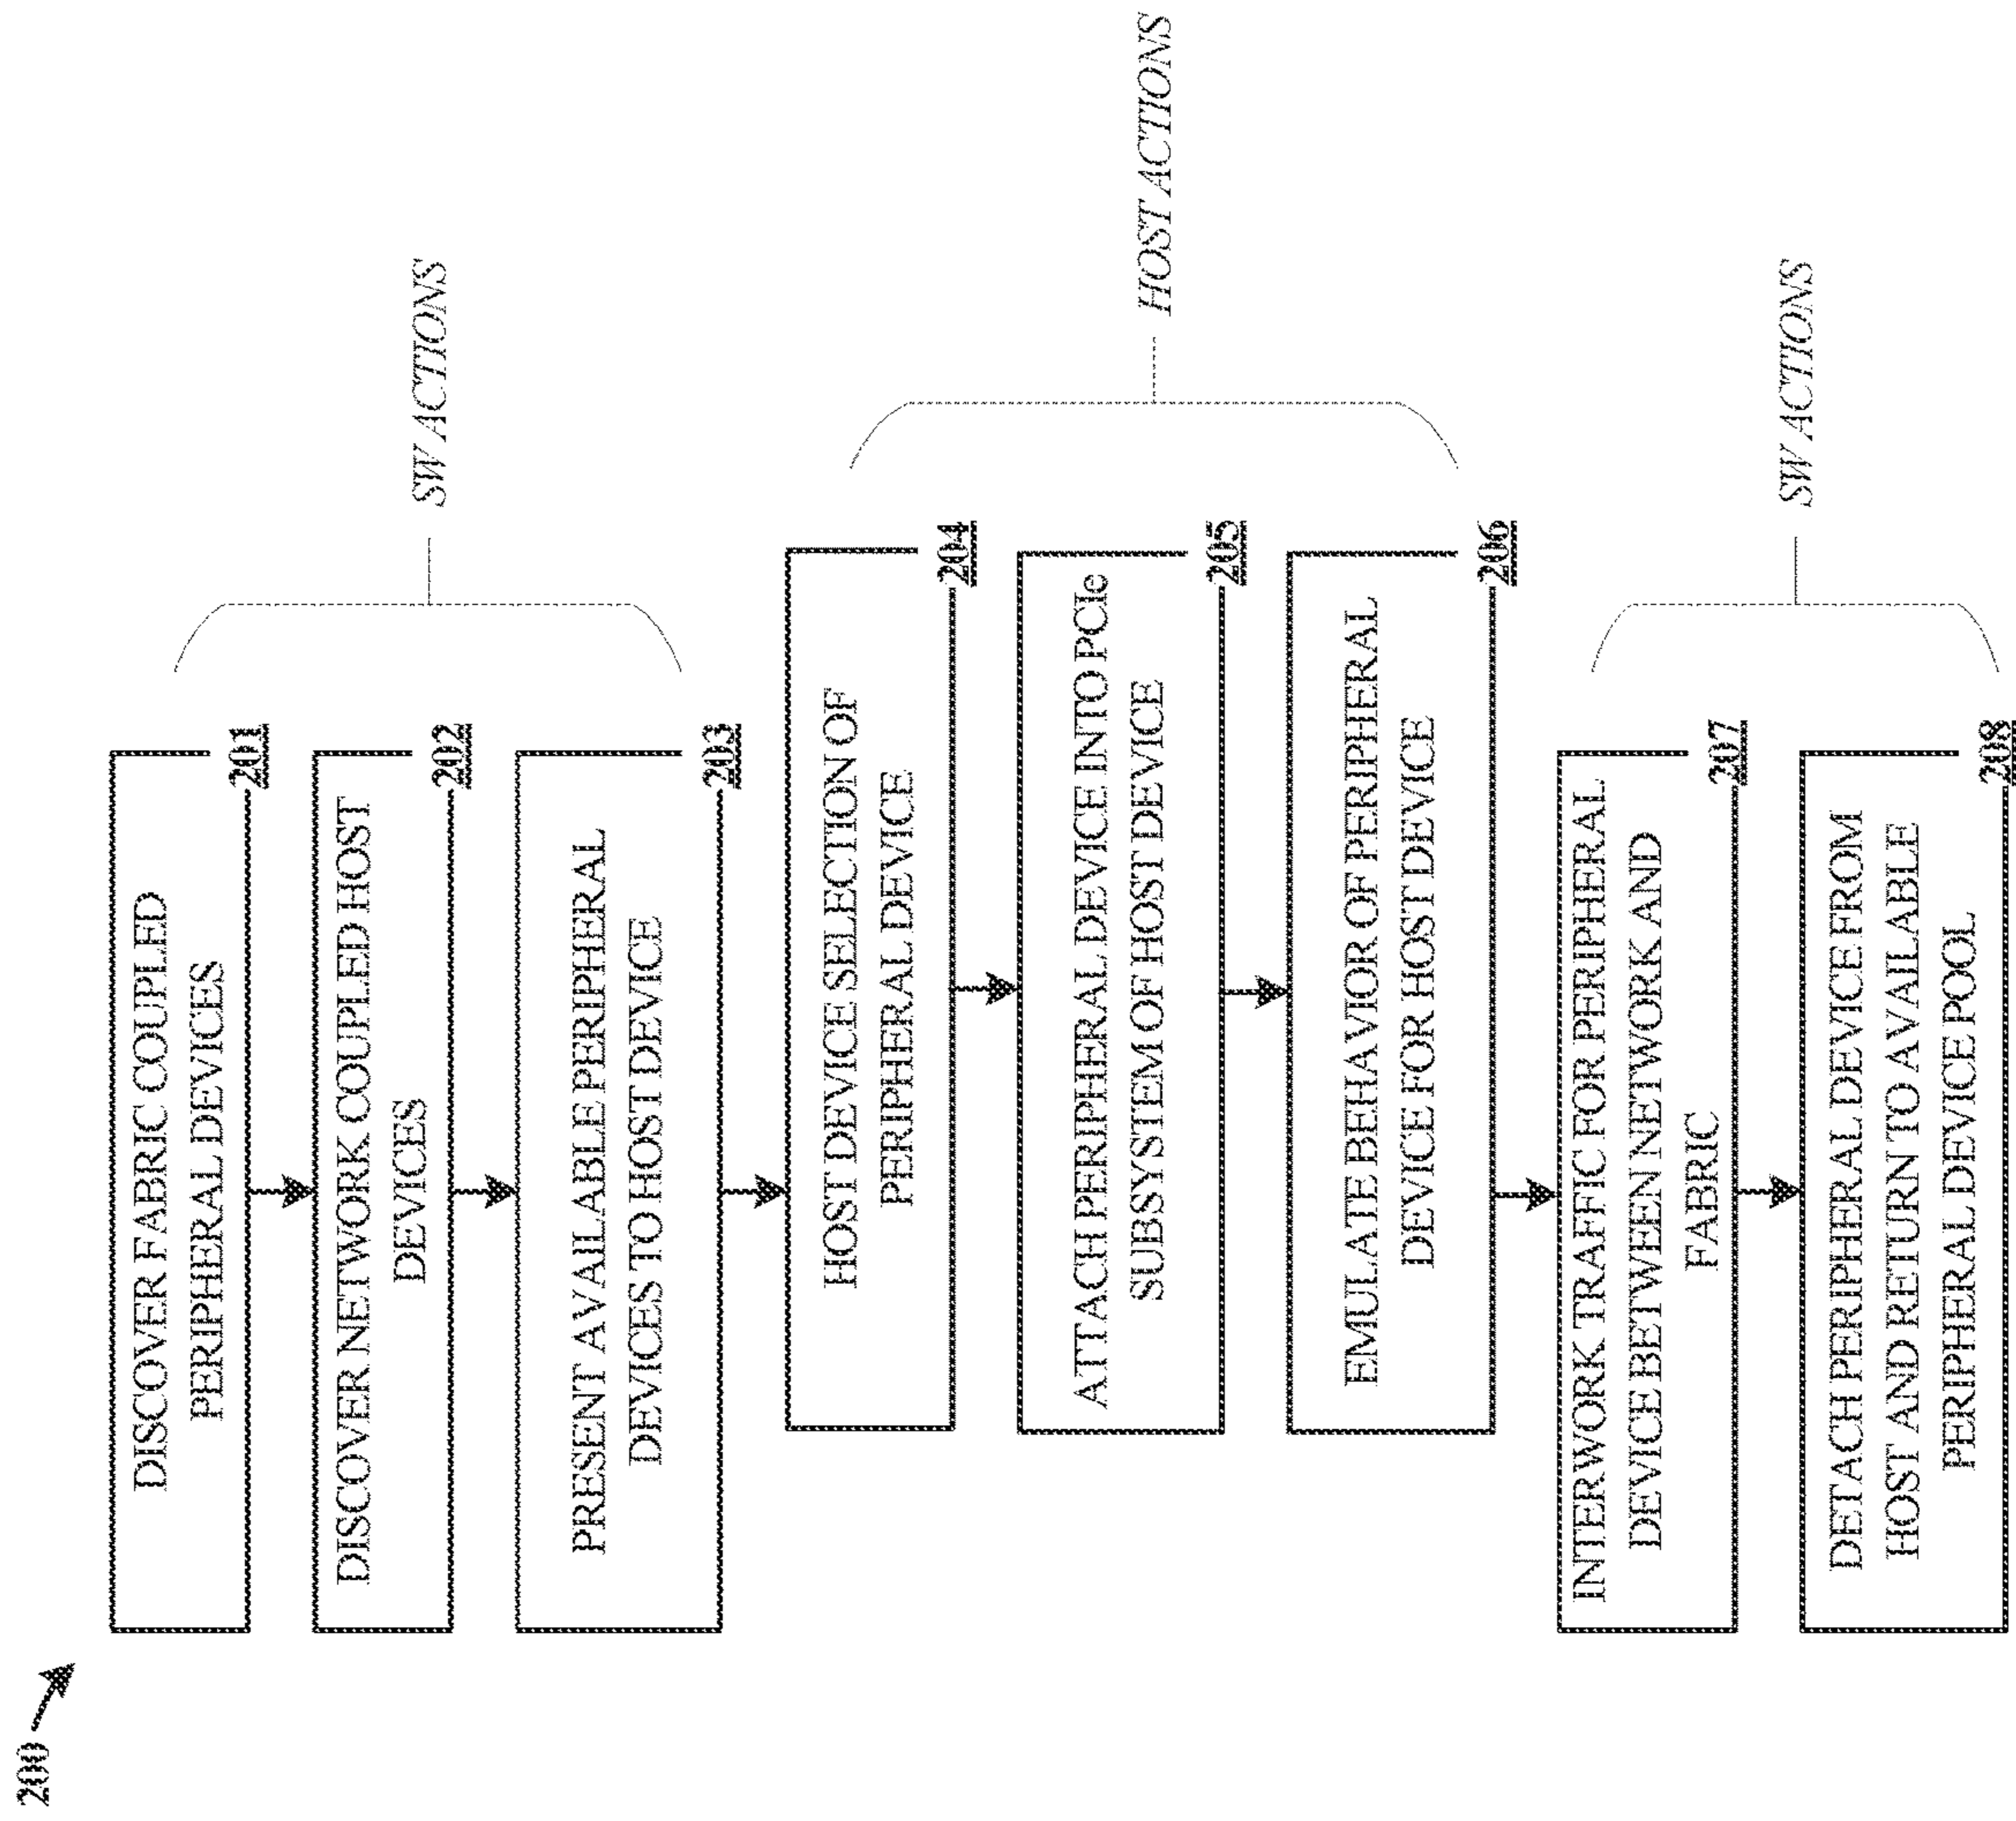 200
DISCOVER FABRIC COUPLED
PERIPHERAL DEVICES
201
DISCOVER NETWORK COUPLED HOST
DEVICES
202
PRESENT AVAILABLE PERIPHERAL
DEVICES TO HOST DEVICE
203
SW ACTIONS
HOST DEVICE SELECTION OF
PERIPHERAL DEVICE
204
ATTACH PERIPHERAL DEVICE INTO PCIe
SUBSYSTEM OF HOST DEVICE
205
EMULATE BEHAVIOR OF PERIPHERAL
DEVICE FOR HOST DEVICE
206
HOST ACTIONS
INTERWORK TRAFFIC FOR PERIPHERAL
DEVICE BETWEEN NETWORK AND
FABRIC
207
DETACH PERIPHERAL DEVICE FROM
HOST AND RETURN TO AVAILABLE
PERIPHERAL DEVICE POOL
208
SW ACTIONS